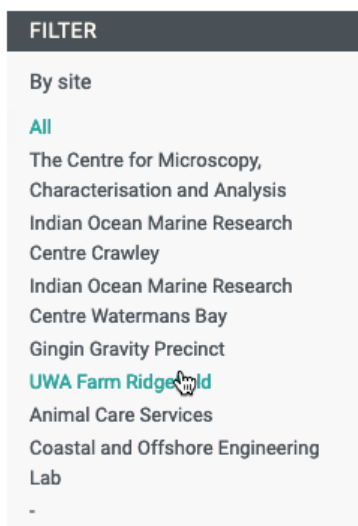 FILTER
By site
All
The Centre for Microscopy,
Characterisation and Analysis
Indian Ocean Marine Research
Centre Crawley
Indian Ocean Marine Research
Centre Watermans Bay
Gingin Gravity Precinct
UWA Farm
Animal Care Services
Coastal and Offshore Engineering
Lab
-